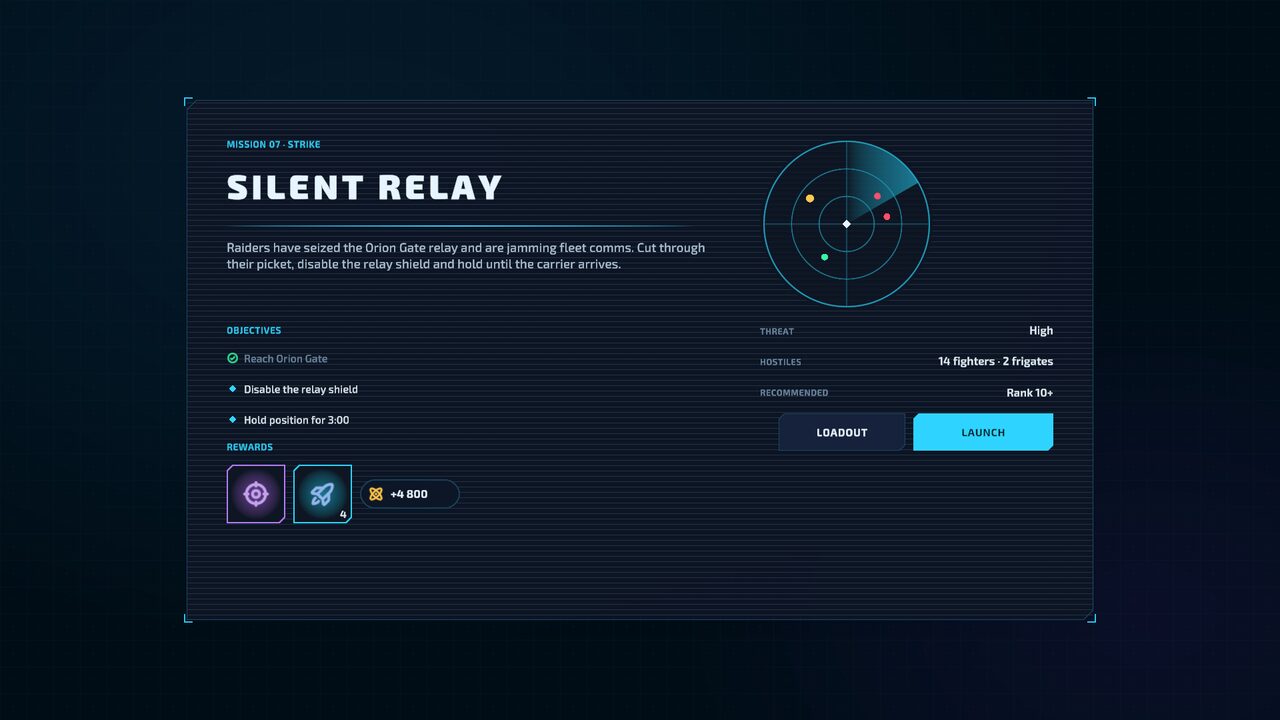 MISSION 07 · STRIKE
SILENT RELAY
Raiders have seized the Orion Gate relay and are jamming fleet comms. Cut through
their picket, disable the relay shield and hold until the carrier arrives.
OBJECTIVES
Reach Orion Gate
Disable the relay shield
Hold position for 3:00
REWARDS
4
+4 800
THREAT High
HOSTILES 14 fighters · 2 frigates
RECOMMENDED Rank 10+
LOADOUT LAUNCH